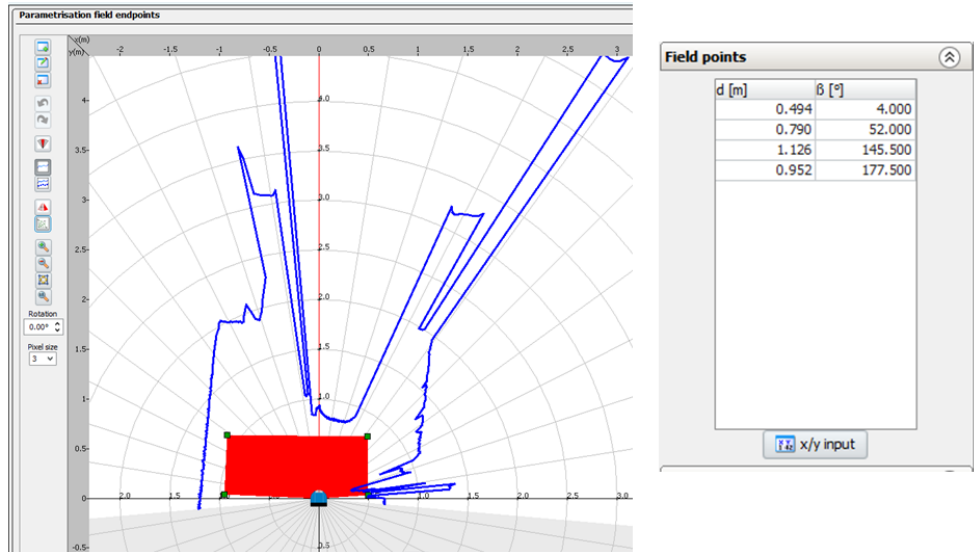 Parametrisation field endpoints
x(m)
y(m)
-2 -1.5 -1 -0.5 0 0.5 1 1.5 2 2.5 3
4-
3.5-
3-
2.5-
2-
1.5-
1-
0.5-
0-
-0.5-
4.0
3.5
3.0
2.5
2.0
1.5
1.0
2.0 1.5 1.0 1.0 1.5 2.0 2.5 3.0
0.5
Rotation
0.00°
Pixel size
3
Field points
d [m] ß [°]
0.494 4.000
0.790 52.000
1.126 145.500
0.952 177.500
x/y input